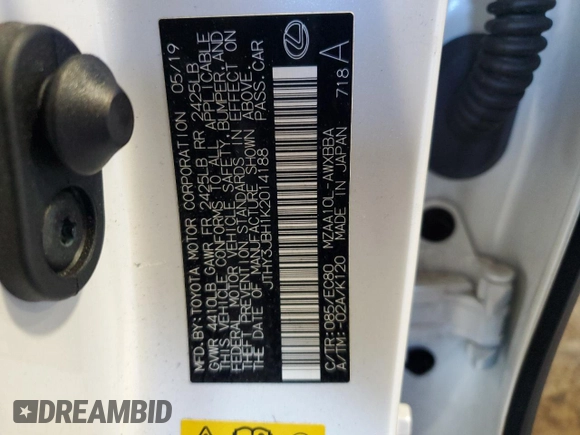 MFD.BY:TOYOTA MOTOR CORPORATION 05/19
GVWR 4410LB GAWR FR 2425LB RR 2425LB
THIS VEHICLE CONFORMS TO ALL APPLICABLE
FEDERAL MOTOR VEHICLE SAFETY, BUMPER, AND
THEFT PREVENTION STANDARDS IN EFFECT ON
THE DATE OF MANUFACTURE SHOWN ABOVE.
JTHY3JBH1K2014188 PASS.CAR
C/TR:085/EC80 MZAA10L-AWXBBA
A/TM:-02A/K120 MADE IN JAPAN 718 A
DREAMBID